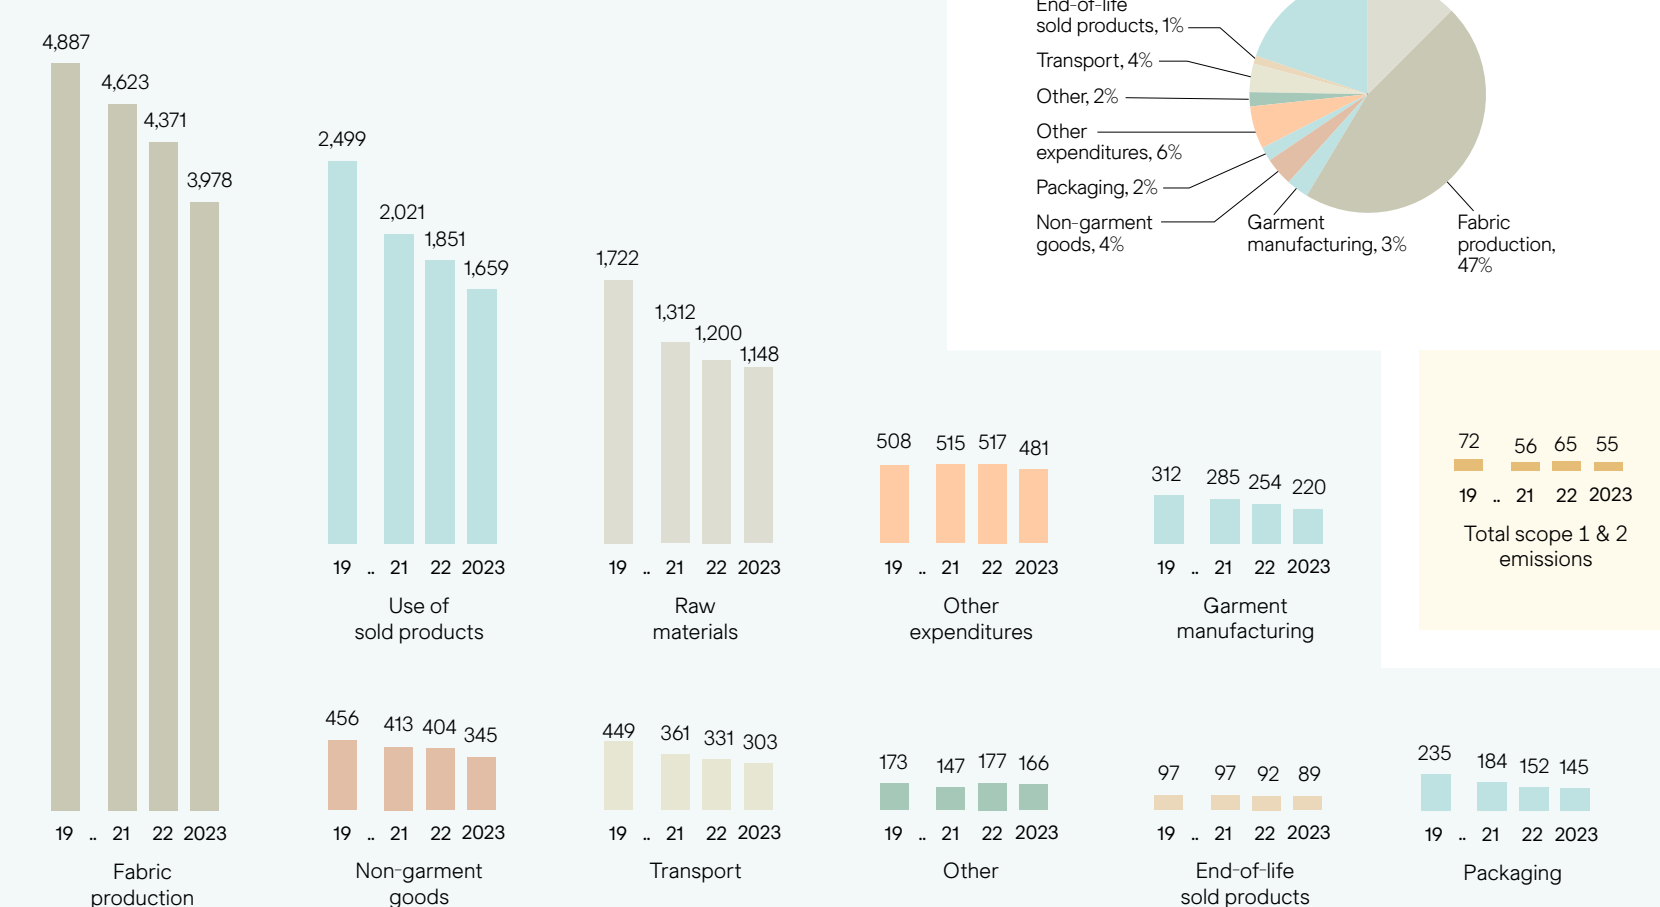 4,887
4,623
4,371
3,978
19 .. 21 22 2023
Fabric
production
2,499
2,021
1,851
1,659
19 .. 21 22 2023
Use of
sold products
1,722
1,312
1,200
1,148
19 .. 21 22 2023
Raw
materials
508 515 517 481
19 .. 21 22 2023
Other
expenditures
312 285 254 220
19 .. 21 22 2023
Garment
manufacturing
456 413 404 345
19 .. 21 22 2023
Non-garment
goods
449 361 331 303
19 .. 21 22 2023
Transport
173 147 177 166
19 .. 21 22 2023
Other
97 97 92 89
19 .. 21 22 2023
End-of-life
sold products
235 184 152 145
19 .. 21 22 2023
Packaging
End-of-life
sold products, 1%
Transport, 4%
Other, 2%
Other
expenditures, 6%
Packaging, 2%
Non-garment
goods, 4%
Garment
manufacturing, 3%
Fabric
production,
47%
72 56 65 55
19 .. 21 22 2023
Total scope 1 & 2
emissions